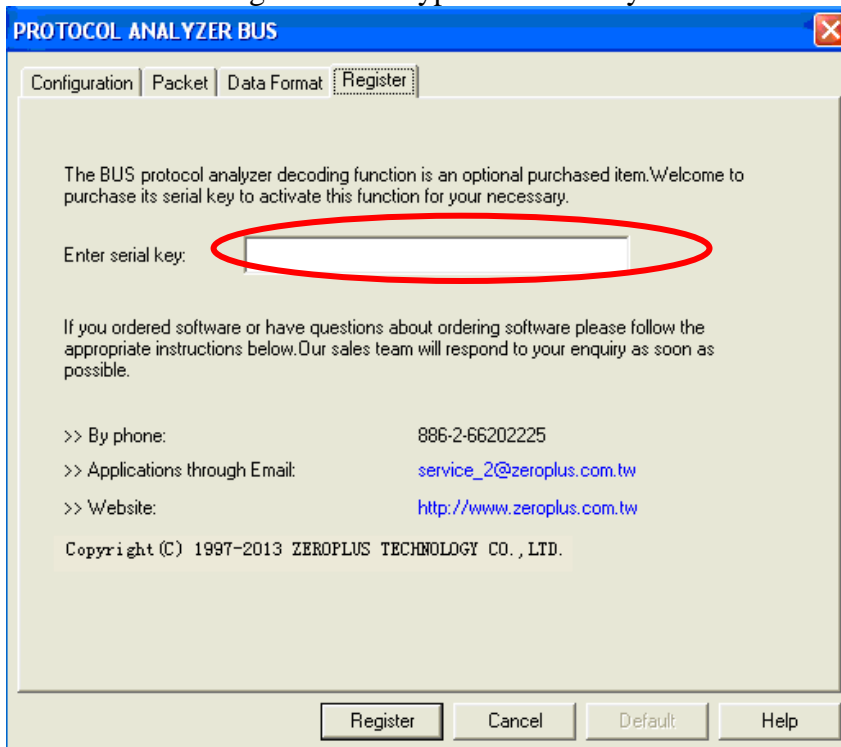 PROTOCOL ANALYZER BUS
Configuration Packet Data Format Register
The BUS protocol analyzer decoding function is an optional purchased item.Welcome to
purchase its serial key to activate this function for your necessary.
Enter serial key:
If you ordered software or have questions about ordering software please follow the
appropriate instructions below.Our sales team will respond to your enquiry as soon as
possible.
>> By phone: 886-2-66202225
>> Applications through Email: service_2@zeroplus.com.tw
>> Website: http://www.zeroplus.com.tw
Copyright(C) 1997-2013 ZEROPLUS TECHNOLOGY CO.,LTD.
Register Cancel Default Help